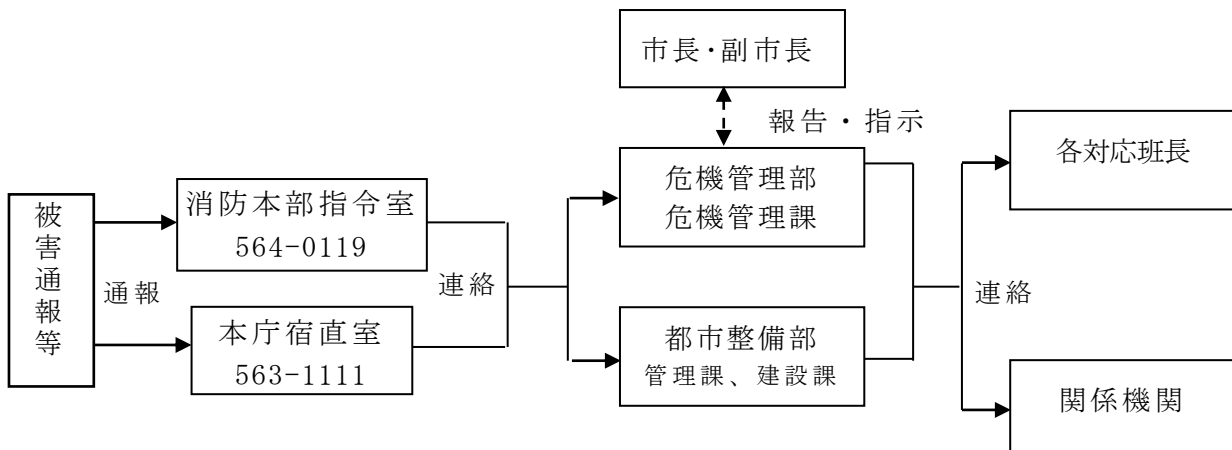 市長・副市長
報告・指示
各対応班長
危機管理部
危機管理課
消防本部指令室
564-0119
被害通報等
通報
連絡
連絡
本庁宿直室
563-1111
都市整備部
管理課、建設課
関係機関